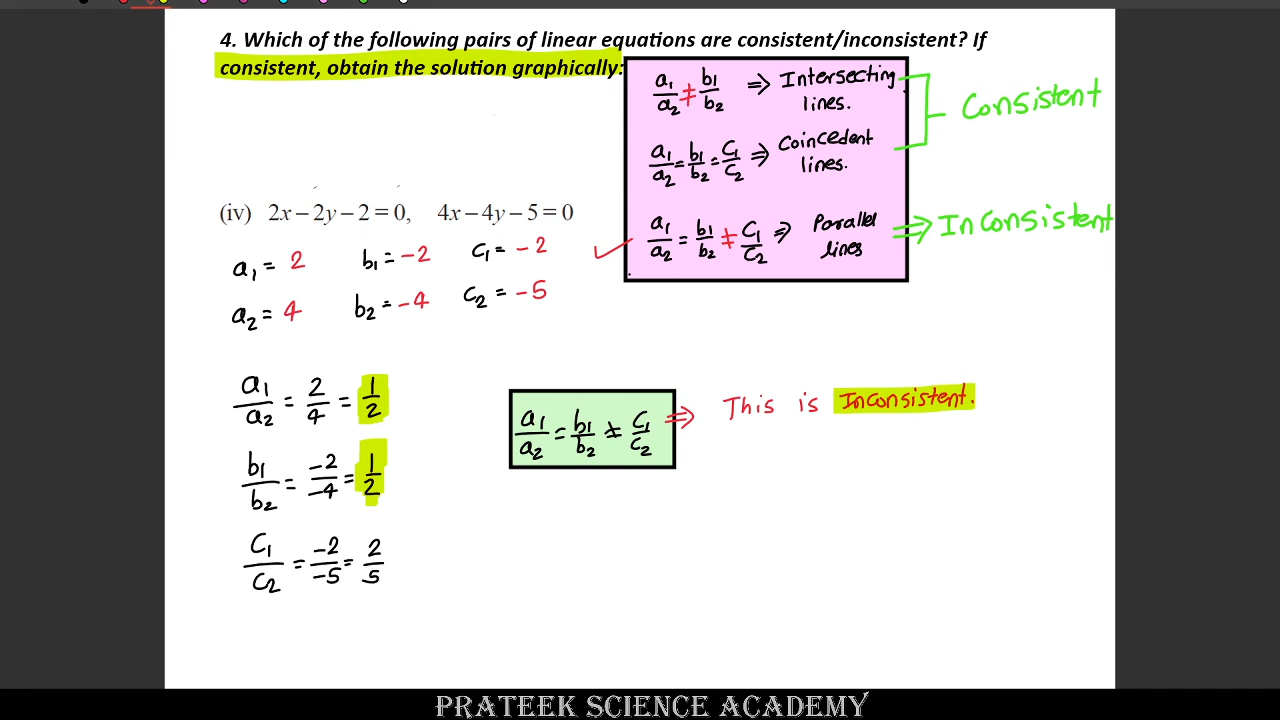 4. Which of the following pairs of linear equations are consistent/inconsistent? If
consistent, obtain the solution graphically:
a₁/a₂ ≠ b₁/b₂ ⇒ Intersecting lines.
a₁/a₂ = b₁/b₂ = c₁/c₂ ⇒ Coincedent lines.
Consistent
a₁/a₂ = b₁/b₂ ≠ c₁/c₂ ⇒ Parallel lines
⇒ Inconsistent
(iv) 2x – 2y – 2 = 0, 4x – 4y – 5 = 0
a₁ = 2 b₁ = -2 c₁ = -2
a₂ = 4 b₂ = -4 c₂ = -5
a₁/a₂ = 2/4 = 1/2
b₁/b₂ = -2/-4 = 1/2
c₁/c₂ = -2/-5 = 2/5
a₁/a₂ = b₁/b₂ ≠ c₁/c₂ ⇒ This is Inconsistent.
PRATEEK SCIENCE ACADEMY